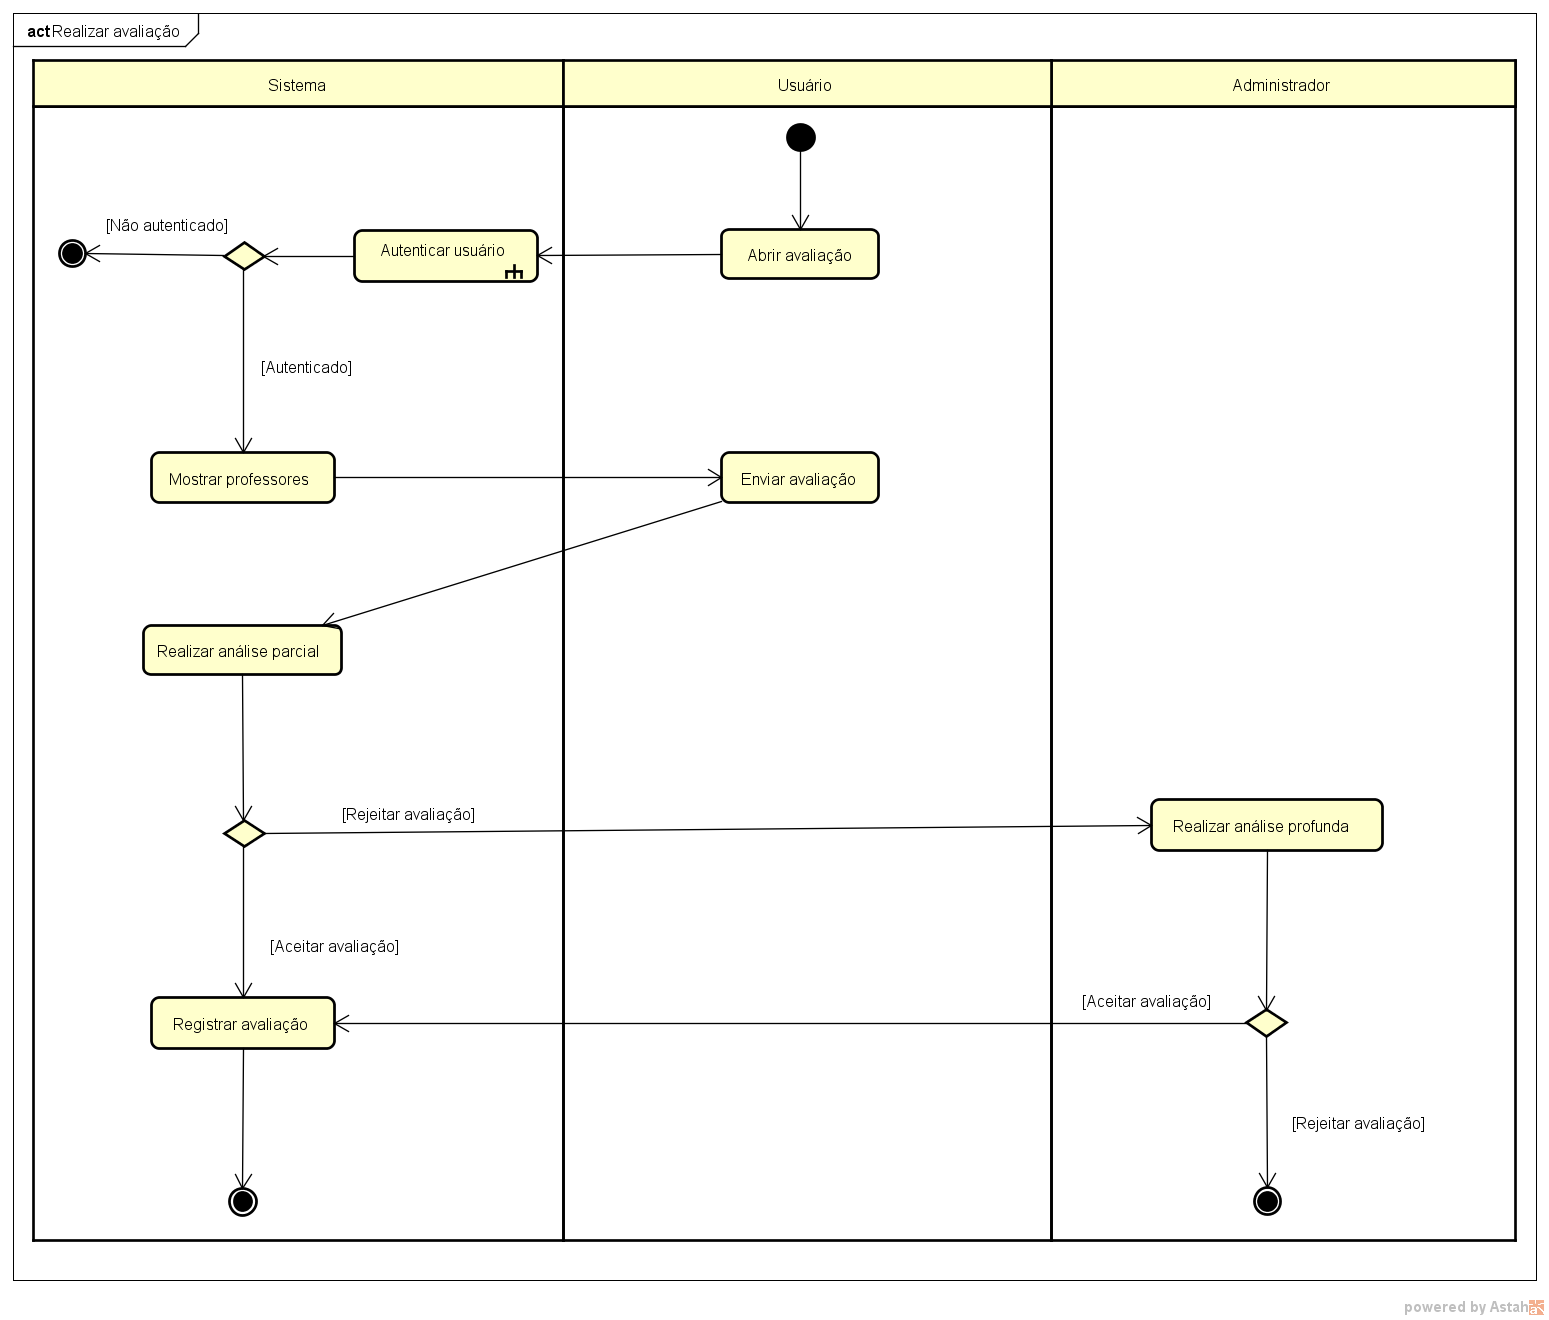 act Realizar avaliação
Sistema
Usuário
Administrador
[Não autenticado]
Autenticar usuário
Abrir avaliação
[Autenticado]
Mostrar professores
Enviar avaliação
Realizar análise parcial
[Rejeitar avaliação]
Realizar análise profunda
[Aceitar avaliação]
[Aceitar avaliação]
Registrar avaliação
[Rejeitar avaliação]
powered by Astah